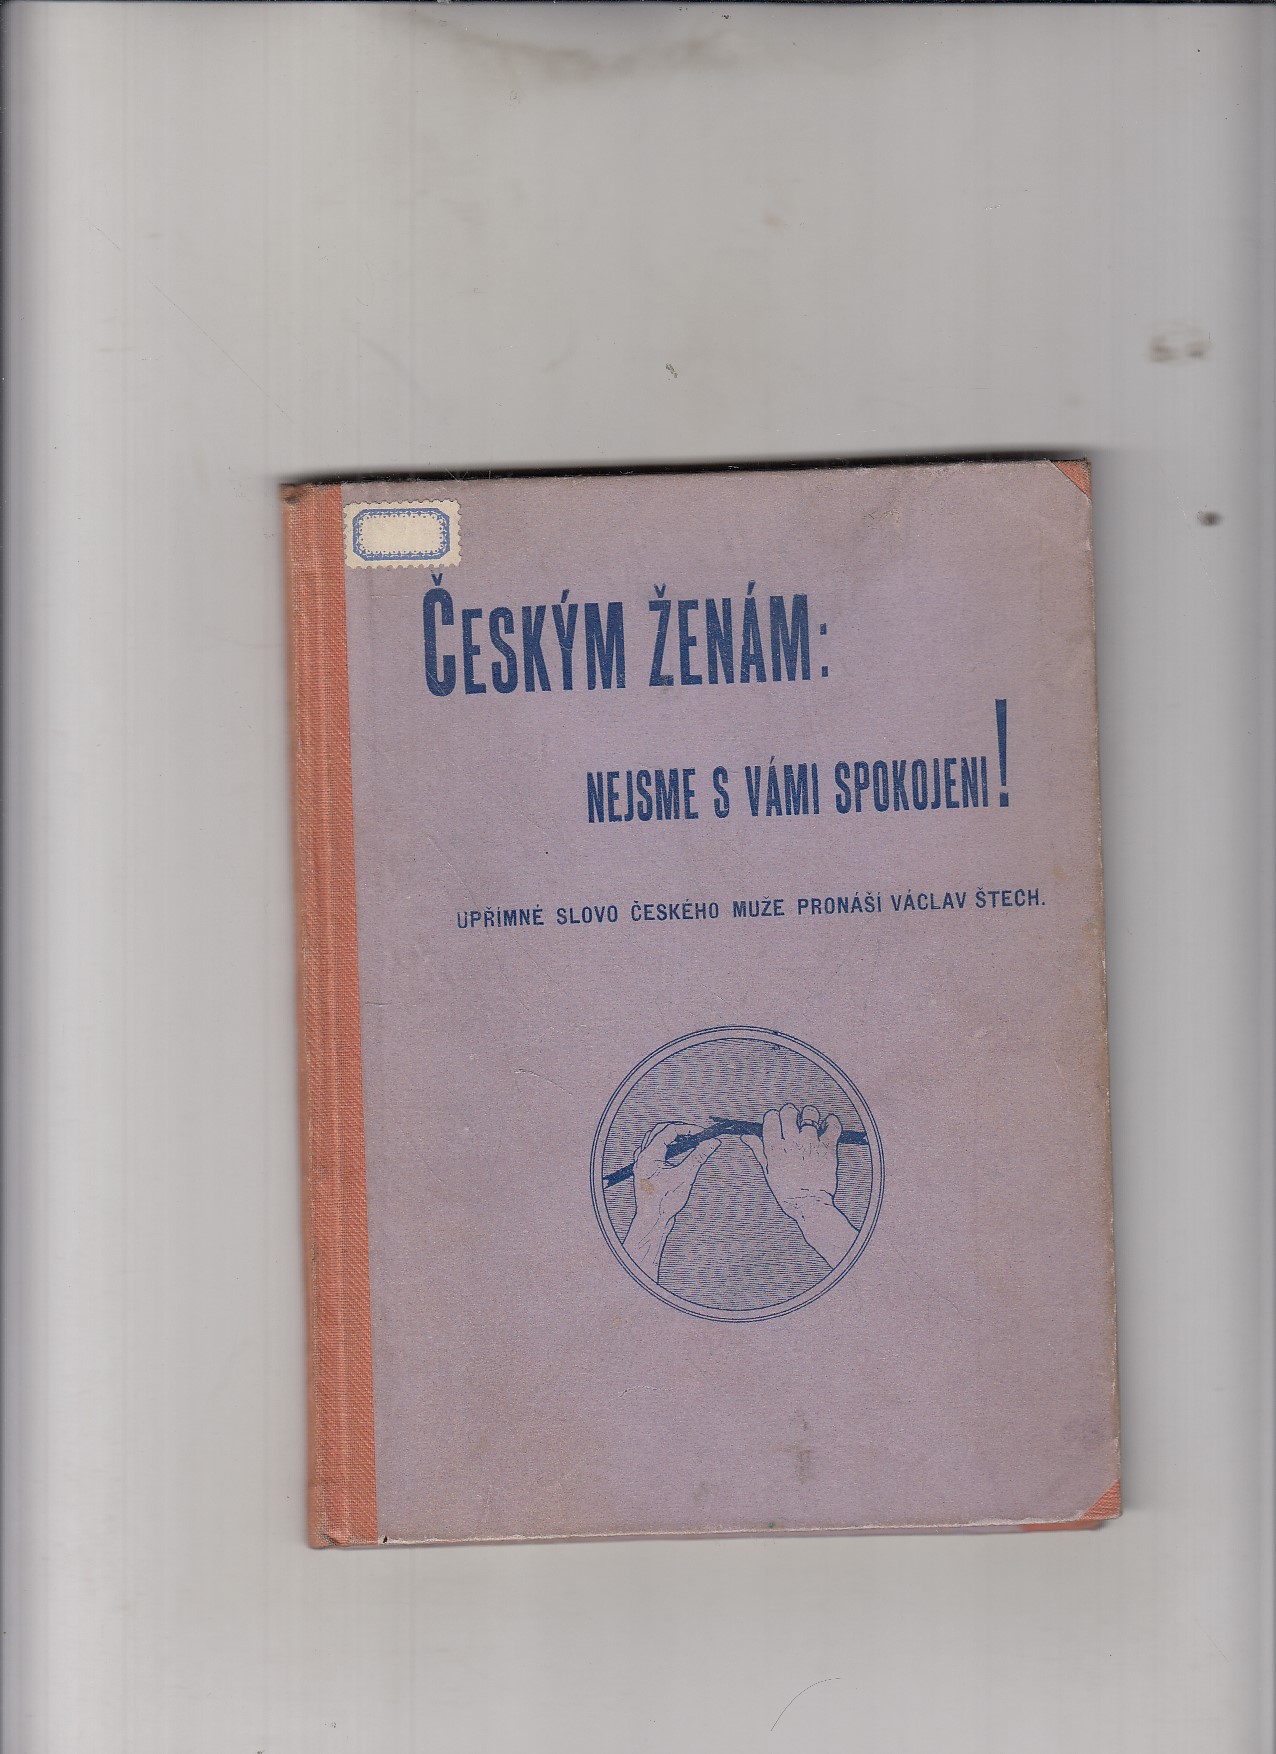 ČESKÝM ŽENÁM:
NEJSME S VÁMI SPOKOJENI!
UPŘÍMNÉ SLOVO ČESKÉHO MUŽE PRONÁŠÍ VÁCLAV ŠTECH.